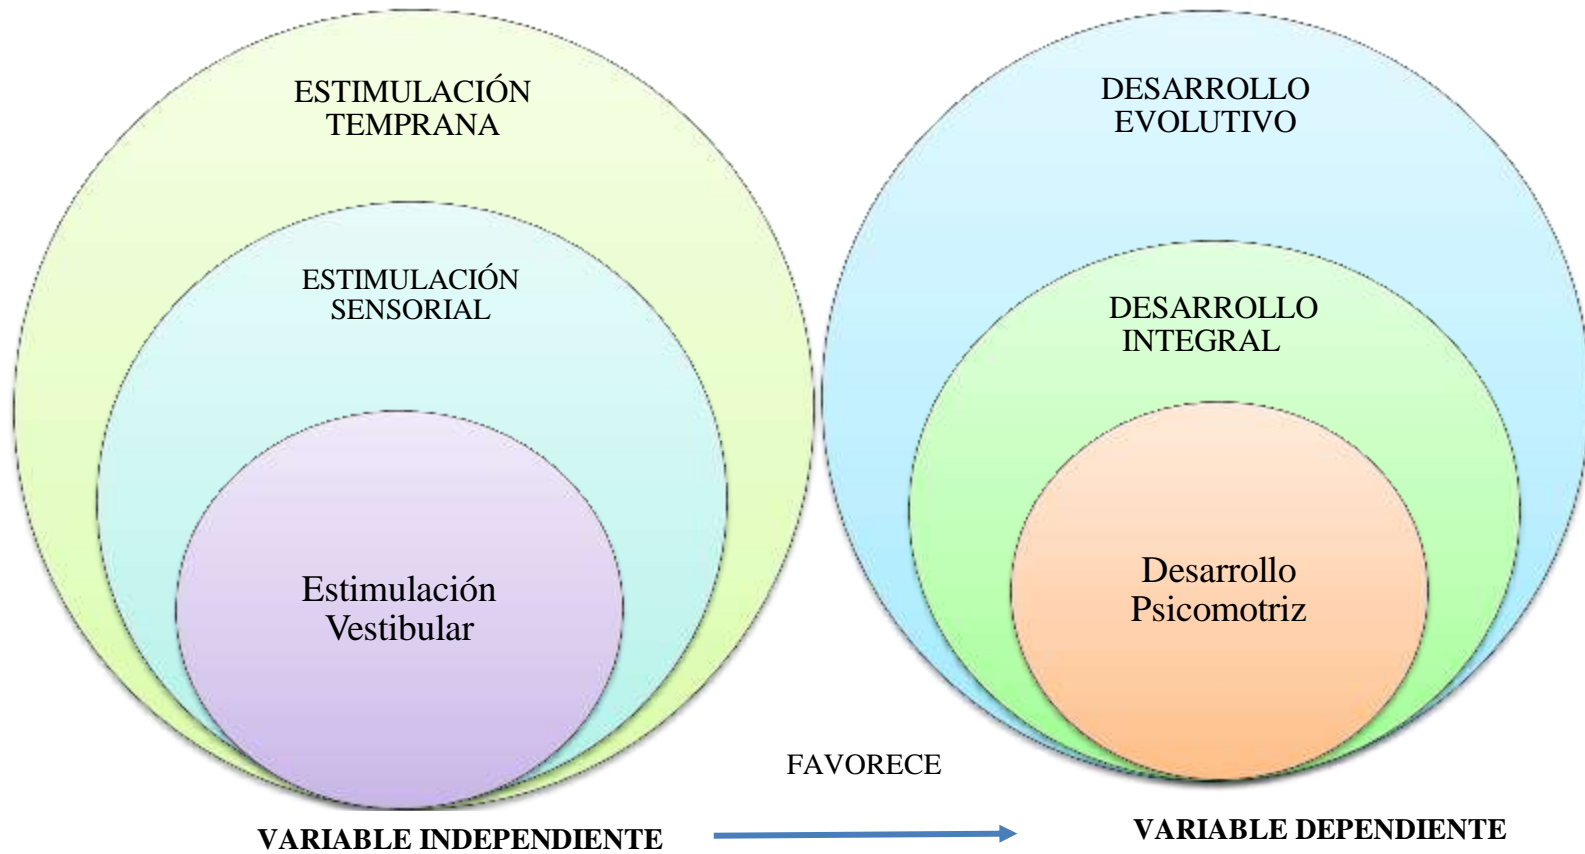 ESTIMULACIÓN
TEMPRANA
ESTIMULACIÓN
SENSORIAL
Estimulación
Vestibular
DESARROLLO
EVOLUTIVO
DESARROLLO
INTEGRAL
Desarrollo
Psicomotriz
FAVORECE
VARIABLE INDEPENDIENTE
VARIABLE DEPENDIENTE